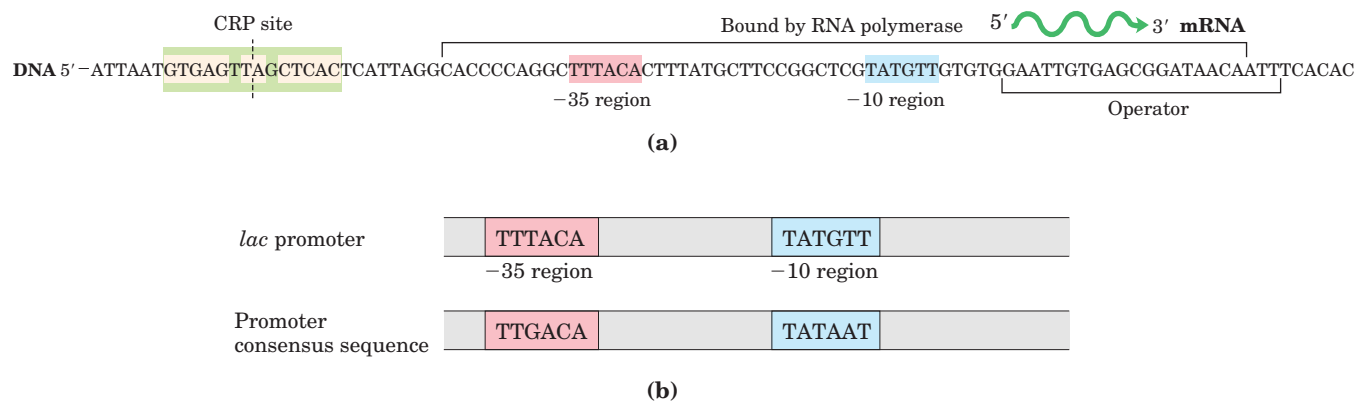 CRP site
Bound by RNA polymerase 5′ 3′ mRNA
DNA 5′–ATTAATGTGAGTTAGCTCACTCATTAGGCACCCCAGGCTTTACACTTTATGCTTCCGGCTCGTATGTTGTGTGGAATTGTGAGCGGATAACAATTTCACAC
−35 region −10 region Operator
(a)
lac promoter TTTACA TATGTT
−35 region −10 region
Promoter
consensus sequence TTGACA TATAAT
(b)